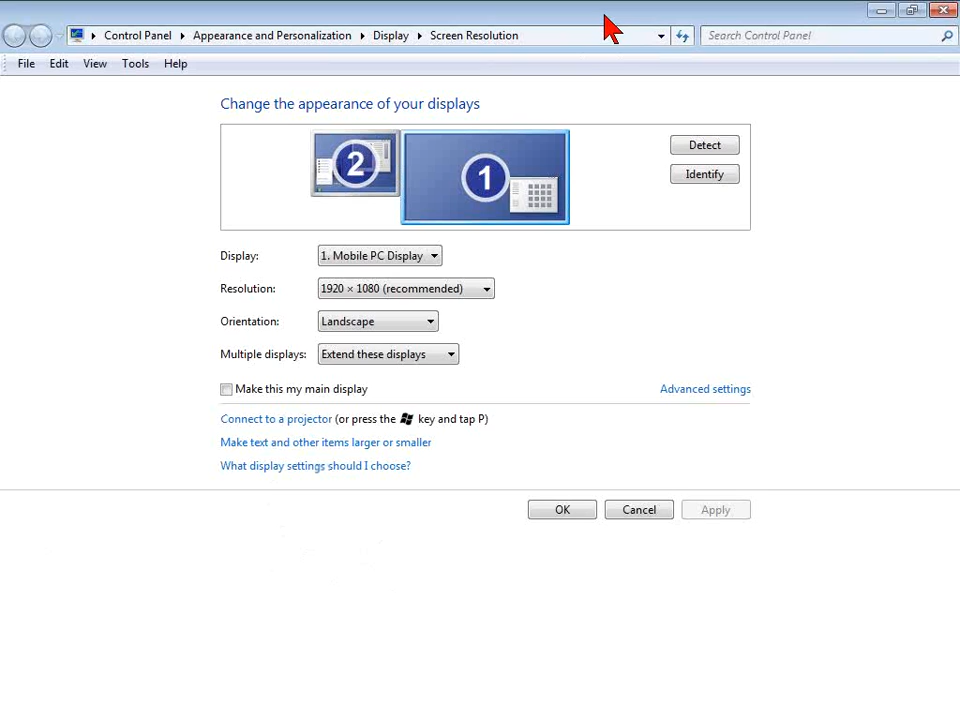 Control Panel Appearance and Personalization Display Screen Resolution Search Control Panel
File Edit View Tools Help
Change the appearance of your displays
2 1
Detect
Identify
Display: 1. Mobile PC Display
Resolution: 1920 × 1080 (recommended)
Orientation: Landscape
Multiple displays: Extend these displays
Make this my main display Advanced settings
Connect to a projector (or press the key and tap P)
Make text and other items larger or smaller
What display settings should I choose?
OK Cancel Apply